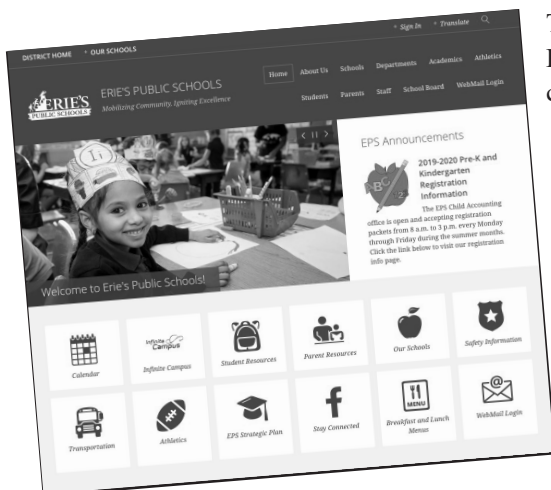 DISTRICT HOME • OUR SCHOOLS
Sign In Translate
ERIE'S
PUBLIC SCHOOLS
ERIE'S PUBLIC SCHOOLS
Mobilizing Community, Igniting Excellence
Home About Us Schools Departments Academics Athletics
Students Parents Staff School Board WebMail Login
Welcome to Erie's Public Schools!
EPS Announcements
ABC
2019-2020 Pre-K and
Kindergarten
Registration
Information
The EPS Child Accounting
office is open and accepting registration
packets from 8 a.m. to 3 p.m. every Monday
through Friday during the summer months.
Click the link below to visit our registration
info page.
Calendar
Infinite
Campus
Infinite Campus
Student Resources
Parent Resources
Our Schools
Safety Information
Transportation
Athletics
EPS Strategic Plan
Stay Connected
MENU
Breakfast and Lunch
Menus
WebMail Login